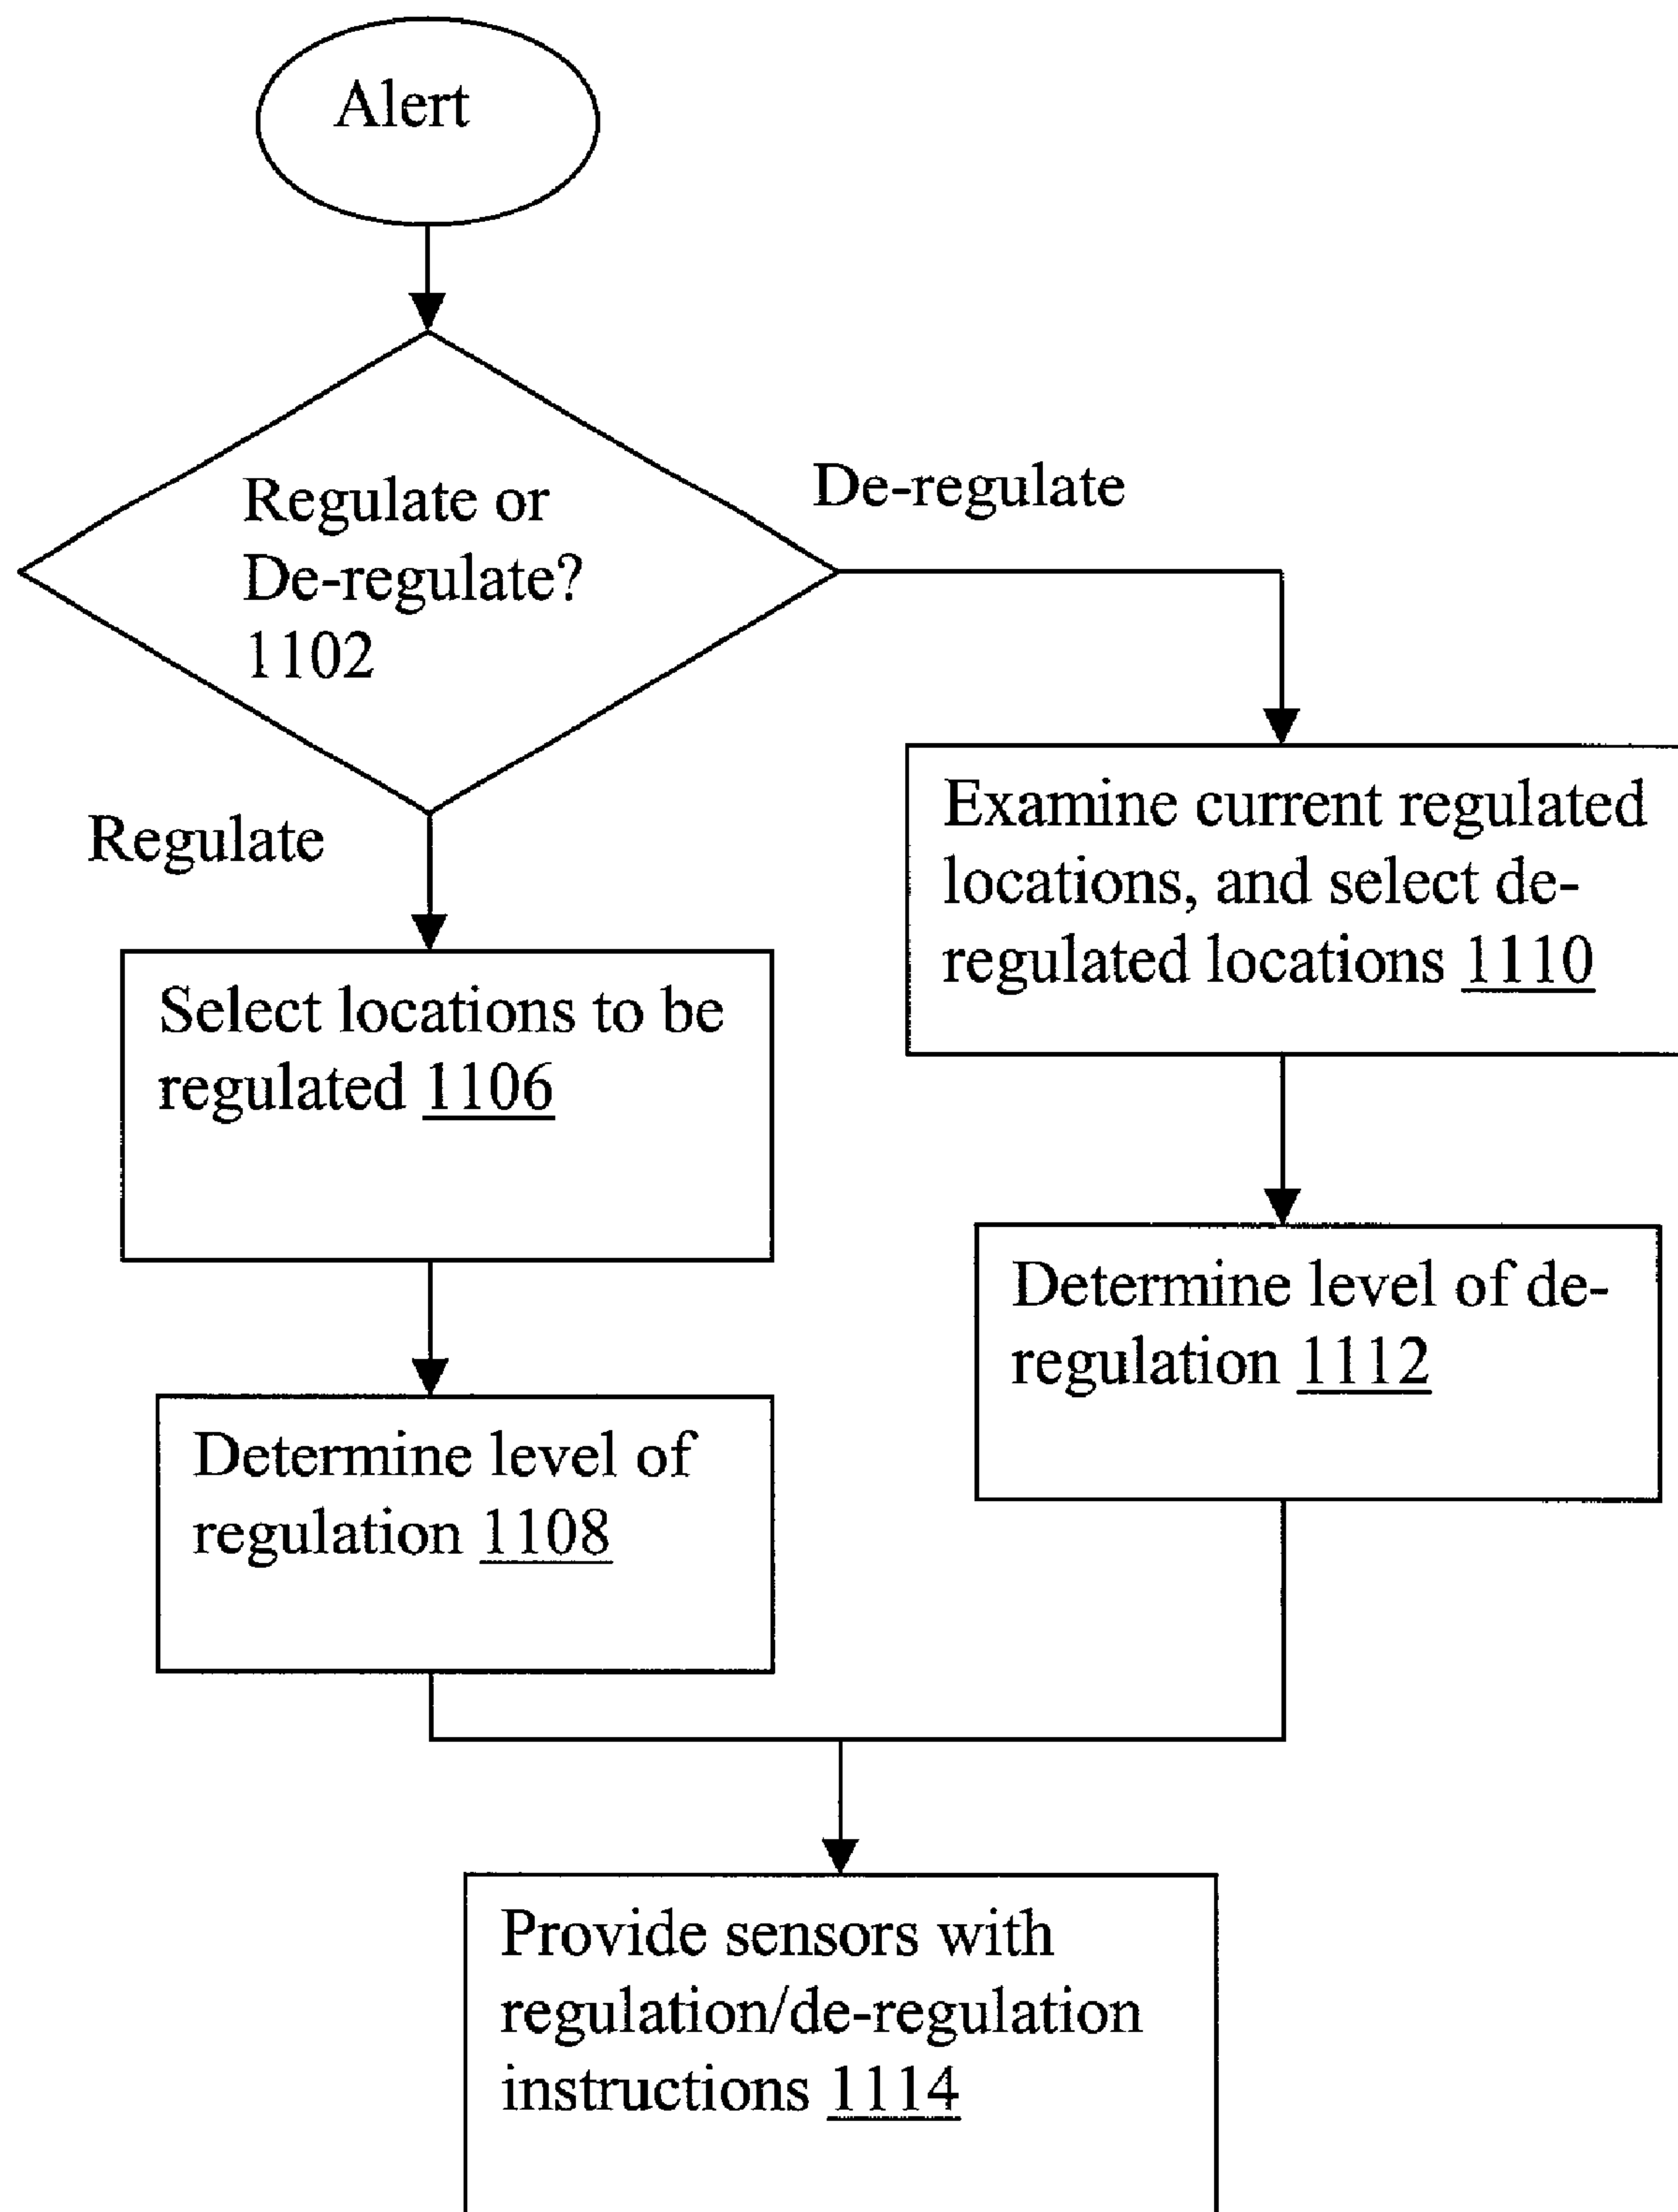 Alert
Regulate or
De-regulate?
1102
De-regulate
Regulate
Examine current regulated
locations, and select de-
regulated locations 1110
Select locations to be
regulated 1106
Determine level of de-
regulation 1112
Determine level of
regulation 1108
Provide sensors with
regulation/de-regulation
instructions 1114